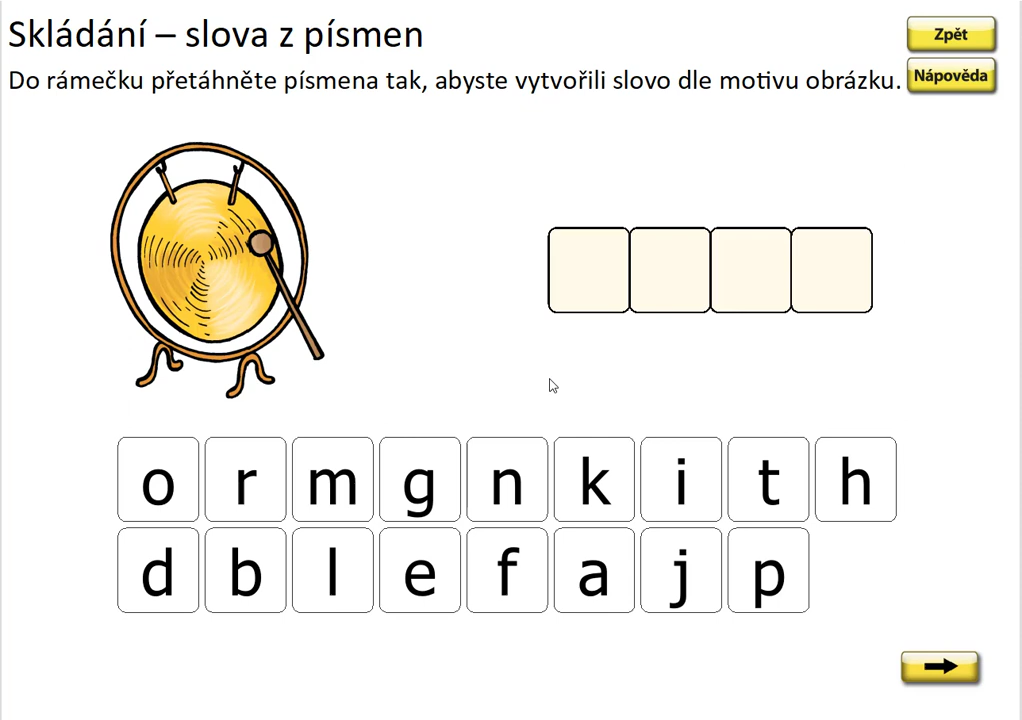 Skládání – slova z písmen
Zpět
Do rámečku přetáhněte písmena tak, abyste vytvořili slovo dle motivu obrázku.
Nápověda
o r m g n k i t h
d b l e f a j p